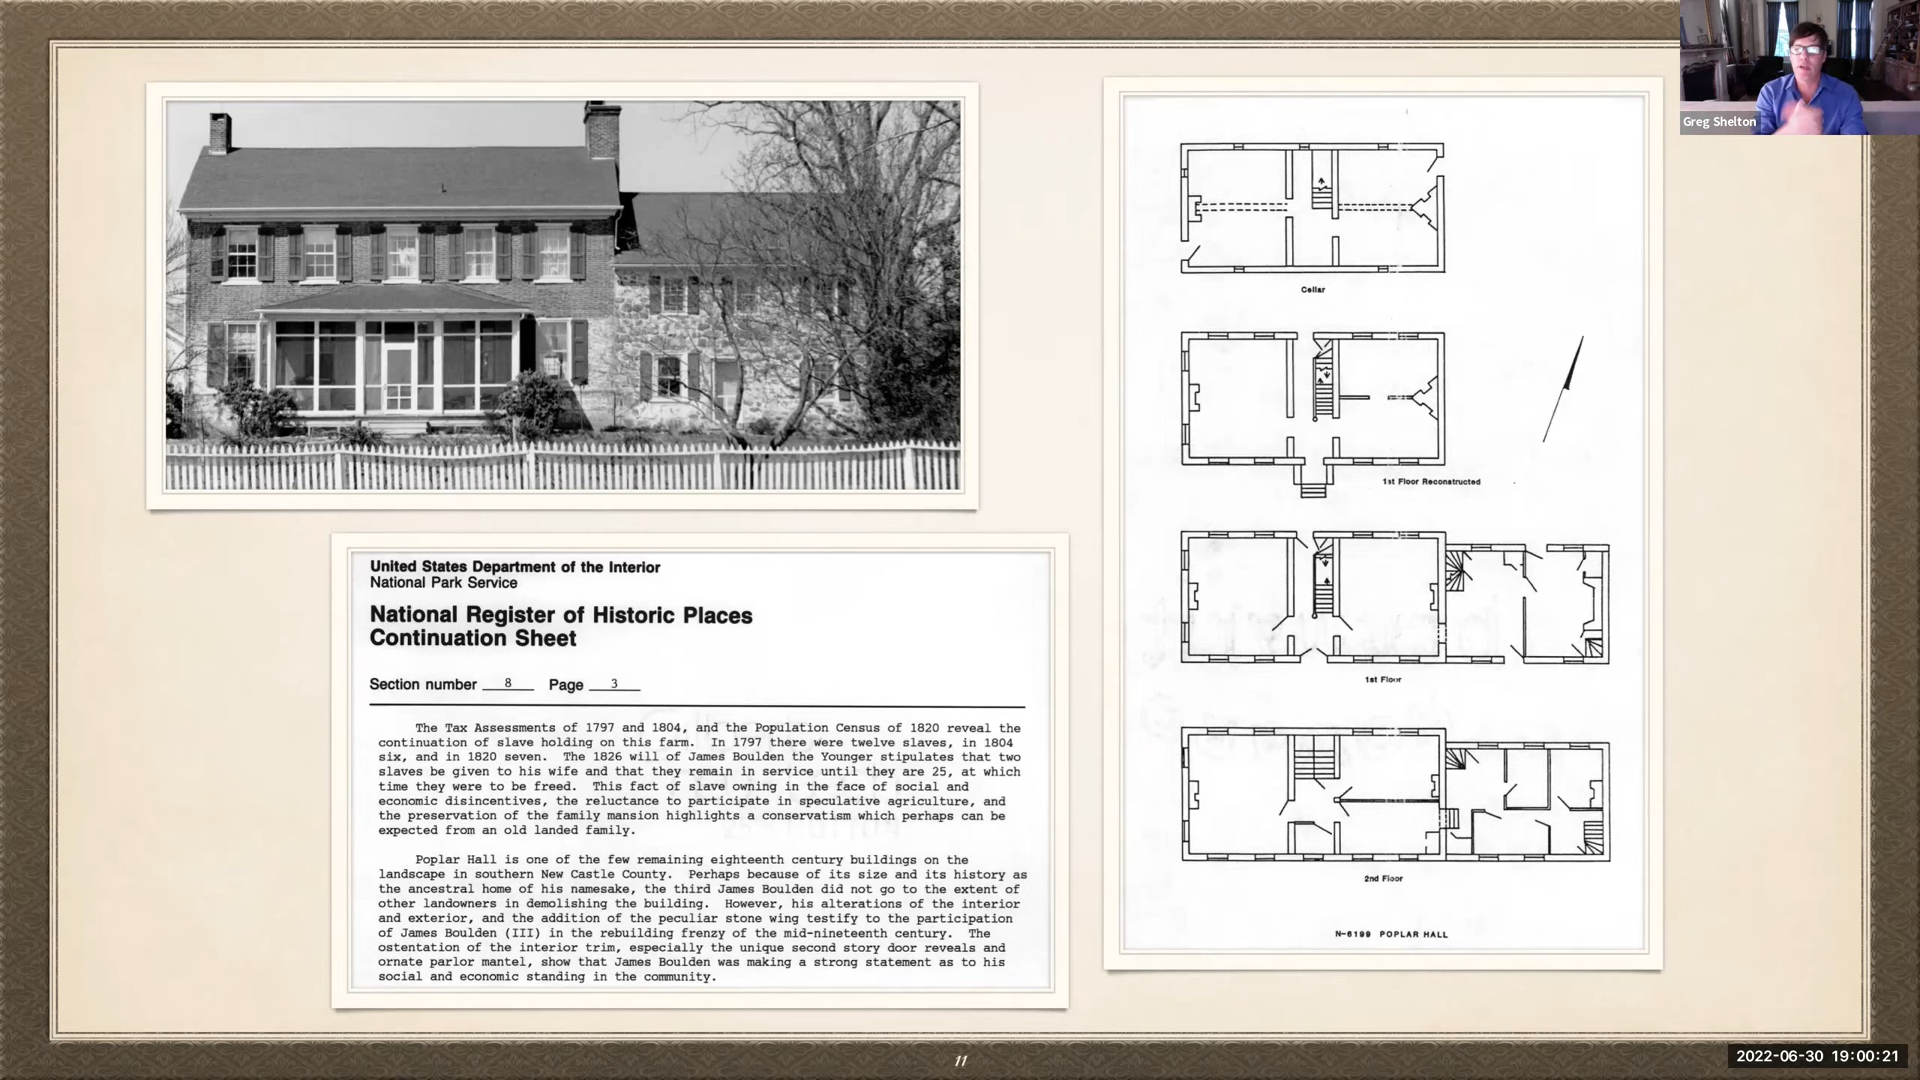 Greg Shelton
United States Department of the Interior
National Park Service
National Register of Historic Places
Continuation Sheet
Section number 8 Page 3
The Tax Assessments of 1797 and 1804, and the Population Census of 1820 reveal the
continuation of slave holding on this farm. In 1797 there were twelve slaves, in 1804
six, and in 1820 seven. The 1826 will of James Boulden the Younger stipulates that two
slaves be given to his wife and that they remain in service until they are 25, at which
time they were to be freed. This fact of slave owning in the face of social and
economic disincentives, the reluctance to participate in speculative agriculture, and
the preservation of the family mansion highlights a conservatism which perhaps can be
expected from an old landed family.
Poplar Hall is one of the few remaining eighteenth century buildings on the
landscape in southern New Castle County. Perhaps because of its size and its history as
the ancestral home of his namesake, the third James Boulden did not go to the extent of
other landowners in demolishing the building. However, his alterations of the interior
and exterior, and the addition of the peculiar stone wing testify to the participation
of James Boulden (III) in the rebuilding frenzy of the mid-nineteenth century. The
ostentation of the interior trim, especially the unique second story door reveals and
ornate parlor mantel, show that James Boulden was making a strong statement as to his
social and economic standing in the community.
Cellar
1st Floor Reconstructed
1st Floor
2nd Floor
N-6199 POPLAR HALL
11
2022-06-30 19:00:21